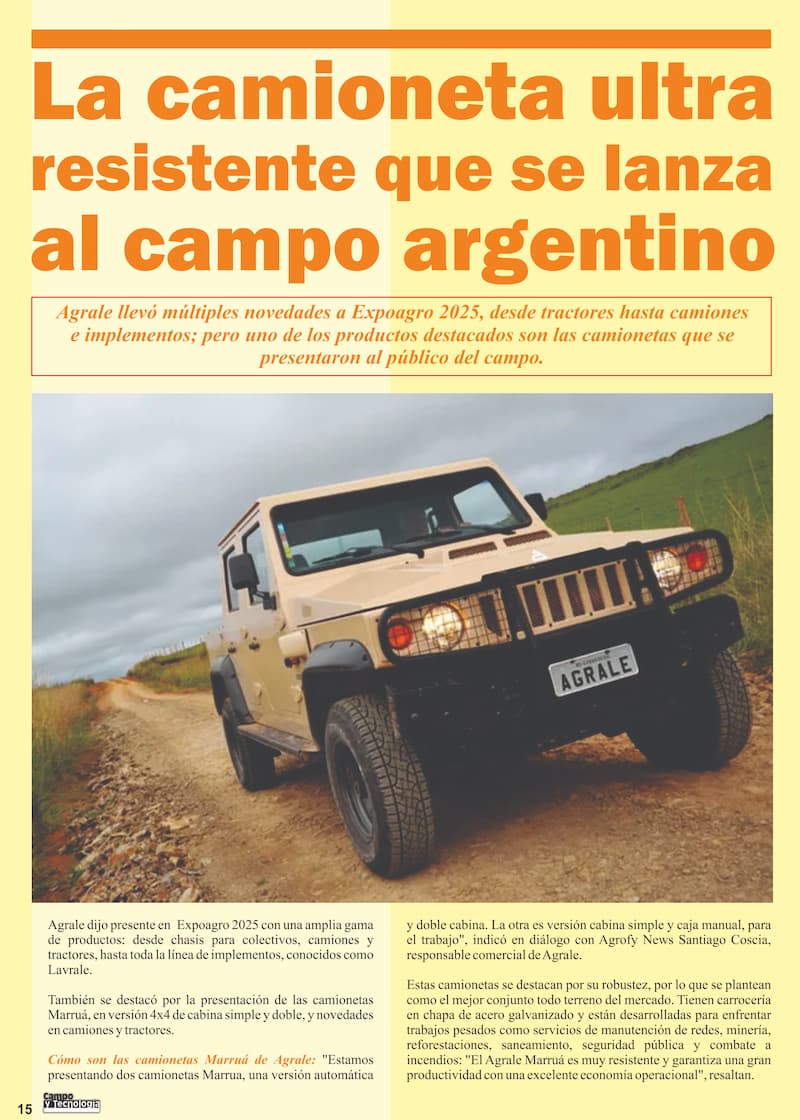 La camioneta ultra
resistente que se lanza
al campo argentino
Agrale llevó múltiples novedades a Expoagro 2025, desde tractores hasta camiones
e implementos; pero uno de los productos destacados son las camionetas que se
presentaron al público del campo.
AGRALE
Agrale dijo presente en Expoagro 2025 con una amplia gama
de productos: desde chasis para colectivos, camiones y
tractores, hasta toda la línea de implementos, conocidos como
Lavrale.
También se destacó por la presentación de las camionetas
Marruá, en versión 4x4 de cabina simple y doble, y novedades
en camiones y tractores.
Cómo son las camionetas Marruá de Agrale: "Estamos
presentando dos camionetas Marrua, una versión automática
y doble cabina. La otra es versión cabina simple y caja manual, para
el trabajo", indicó en diálogo con Agrofy News Santiago Coscia,
responsable comercial de Agrale.
Estas camionetas se destacan por su robustez, por lo que se plantean
como el mejor conjunto todo terreno del mercado. Tienen carrocería
en chapa de acero galvanizado y están desarrolladas para enfrentar
trabajos pesados como servicios de manutención de redes, minería,
reforestaciones, saneamiento, seguridad pública y combate a
incendios: "El Agrale Marruá es muy resistente y garantiza una gran
productividad con una excelente economía operacional", resaltan.
15
Campo
y Tecnología